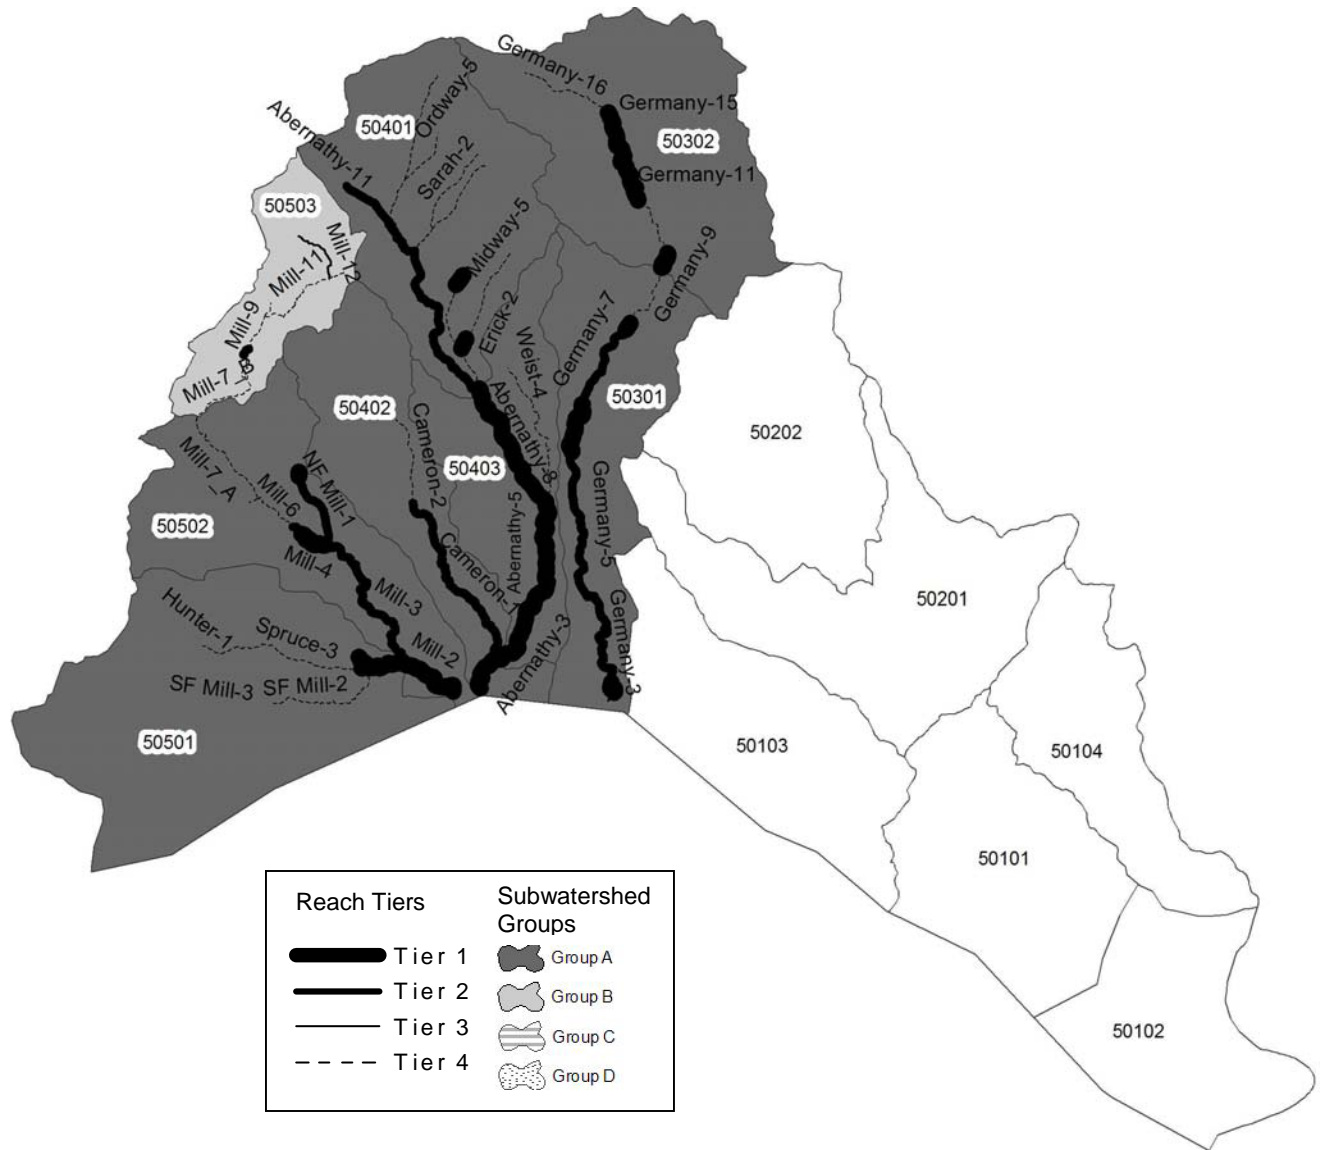 Germany-16
Ordway-5
Germany-15
Abernathy-11
50401
50302
Sarah-2
Germany-11
50503
Midway-5
Mill-12
Mill-11
Germany-9
Mill-9
Erick-2
Germany-7
Weist-4
Mill-7_B
50301
50402
Abernathy-8
50202
Cameron-2
50403
NF Mill-1
Mill-7_A
Mill-6
Germany-5
50502
Abernathy-5
Mill-4
Cameron-1
Mill-3
50201
Hunter-1
Spruce-3
Mill-2
Germany-3
Abernathy-3
SF Mill-3
SF Mill-2
50501
50103
50104
50101
50102
Reach Tiers
Tier 1
Tier 2
Tier 3
Tier 4
Subwatershed
Groups
Group A
Group B
Group C
Group D